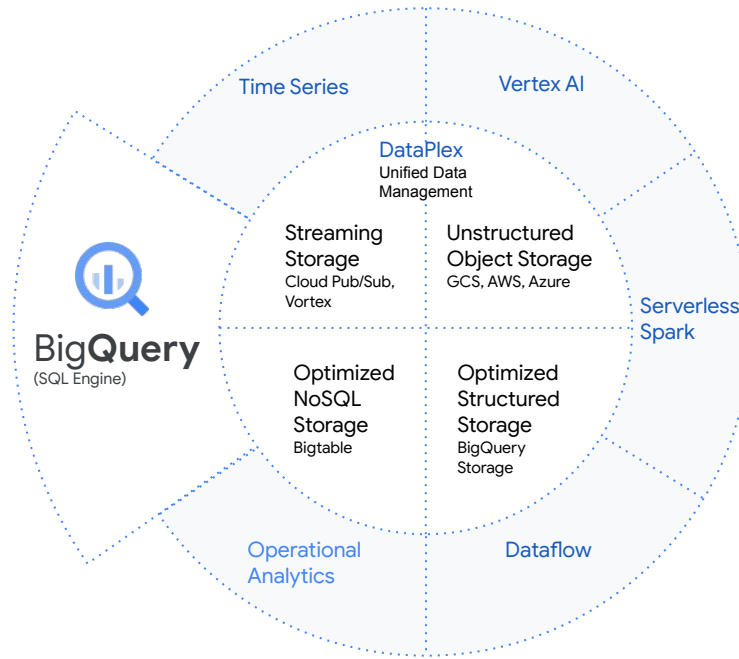 Time Series
Vertex AI
DataPlex
Unified Data
Management
Streaming
Storage
Cloud Pub/Sub,
Vortex
Unstructured
Object Storage
GCS, AWS, Azure
BigQuery
(SQL Engine)
Serverless
Spark
Optimized
NoSQL
Storage
Bigtable
Optimized
Structured
Storage
BigQuery
Storage
Operational
Analytics
Dataflow